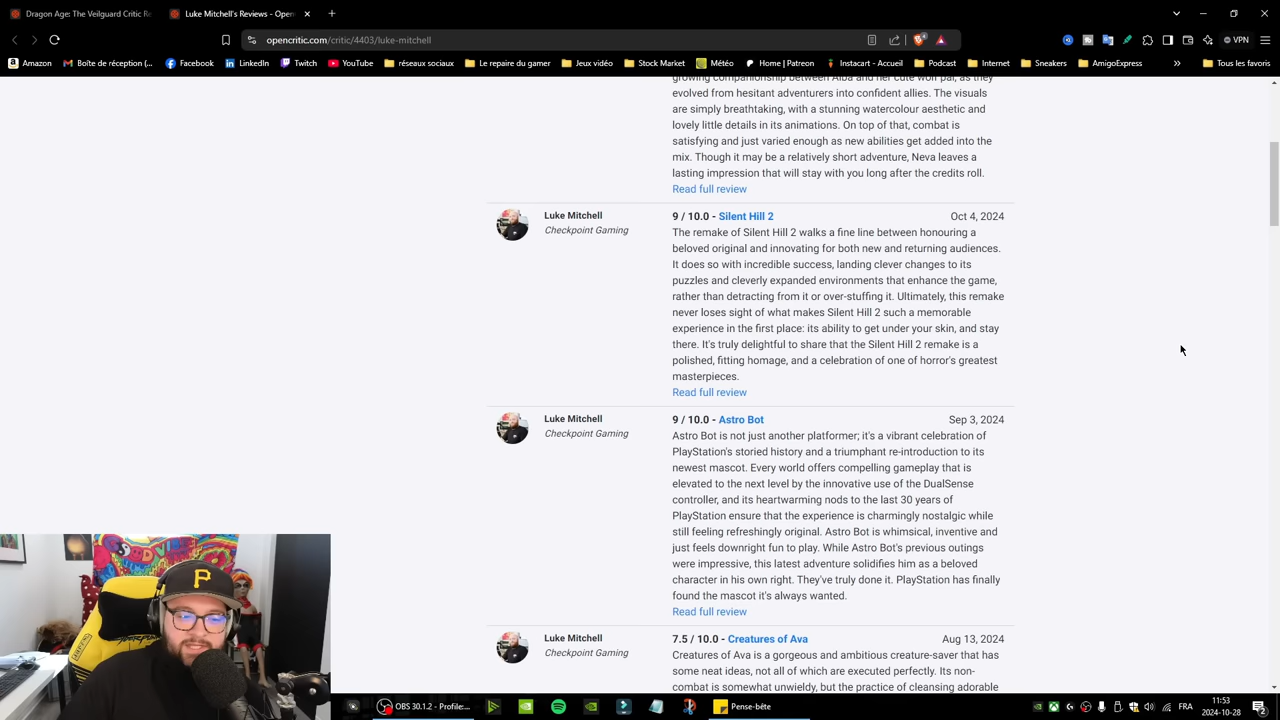 Dragon Age: The Veilguard Critic Re
Luke Mitchell's Reviews - Open
opencritic.com/critic/4403/luke-mitchell
VPN
Amazon
Boîte de réception (...
Facebook
LinkedIn
Twitch
YouTube
réseaux sociaux
Le repaire du gamer
Jeux vidéo
Stock Market
Météo
Home | Patreon
Instacart - Accueil
Podcast
Internet
Sneakers
AmigoExpress
Tous les favoris
growing companionship between Alba and her cute wolf pal, as they
evolved from hesitant adventurers into confident allies. The visuals
are simply breathtaking, with a stunning watercolour aesthetic and
lovely little details in its animations. On top of that, combat is
satisfying and just varied enough as new abilities get added into the
mix. Though it may be a relatively short adventure, Neva leaves a
lasting impression that will stay with you long after the credits roll.
Read full review
Luke Mitchell
Checkpoint Gaming
9 / 10.0 - Silent Hill 2
Oct 4, 2024
The remake of Silent Hill 2 walks a fine line between honouring a
beloved original and innovating for both new and returning audiences.
It does so with incredible success, landing clever changes to its
puzzles and cleverly expanded environments that enhance the game,
rather than detracting from it or over-stuffing it. Ultimately, this remake
never loses sight of what makes Silent Hill 2 such a memorable
experience in the first place: its ability to get under your skin, and stay
there. It's truly delightful to share that the Silent Hill 2 remake is a
polished, fitting homage, and a celebration of one of horror's greatest
masterpieces.
Read full review
Luke Mitchell
Checkpoint Gaming
9 / 10.0 - Astro Bot
Sep 3, 2024
Astro Bot is not just another platformer; it's a vibrant celebration of
PlayStation's storied history and a triumphant re-introduction to its
newest mascot. Every world offers compelling gameplay that is
elevated to the next level by the innovative use of the DualSense
controller, and its heartwarming nods to the last 30 years of
PlayStation ensure that the experience is charmingly nostalgic while
still feeling refreshingly original. Astro Bot is whimsical, inventive and
just feels downright fun to play. While Astro Bot's previous outings
were impressive, this latest adventure solidifies him as a beloved
character in his own right. They've truly done it. PlayStation has finally
found the mascot it's always wanted.
Read full review
Luke Mitchell
Checkpoint Gaming
7.5 / 10.0 - Creatures of Ava
Aug 13, 2024
Creatures of Ava is a gorgeous and ambitious creature-saver that has
some neat ideas, not all of which are executed perfectly. Its non-
combat is somewhat unwieldy, but the practice of cleansing adorable
P
OBS 30.1.2 - Profile:...
Pense-bête
FRA
11:53
2024-10-28
2